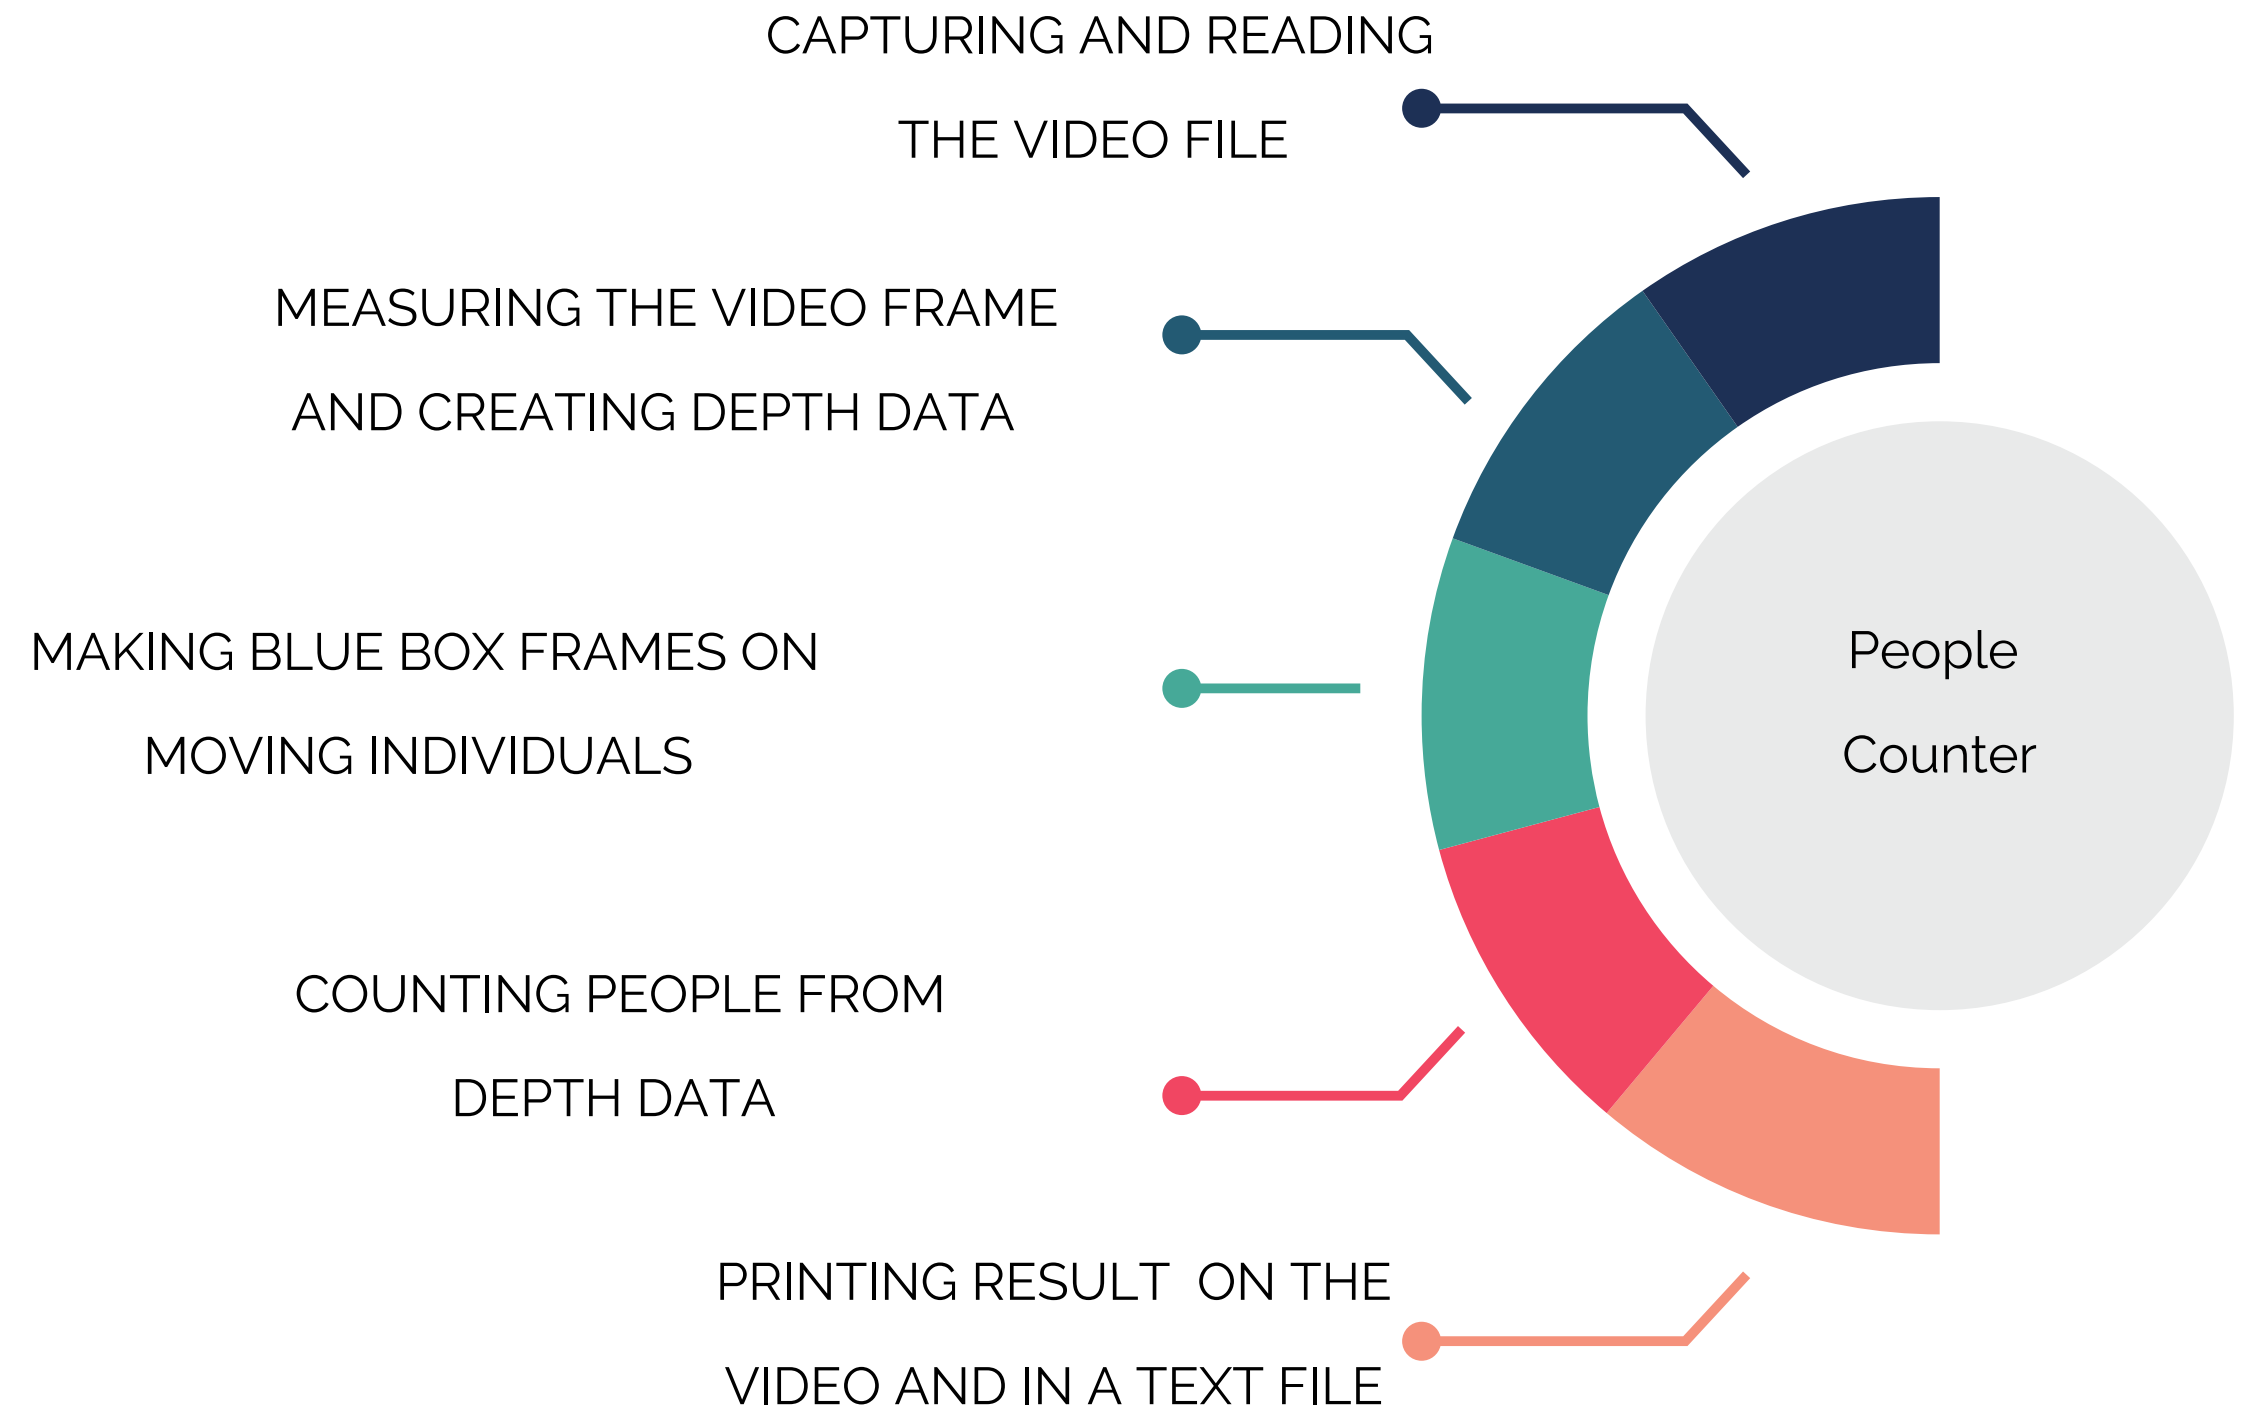 CAPTURING AND READING
THE VIDEO FILE
MEASURING THE VIDEO FRAME
AND CREATING DEPTH DATA
MAKING BLUE BOX FRAMES ON
MOVING INDIVIDUALS
People
Counter
COUNTING PEOPLE FROM
DEPTH DATA
PRINTING RESULT ON THE
VIDEO AND IN A TEXT FILE